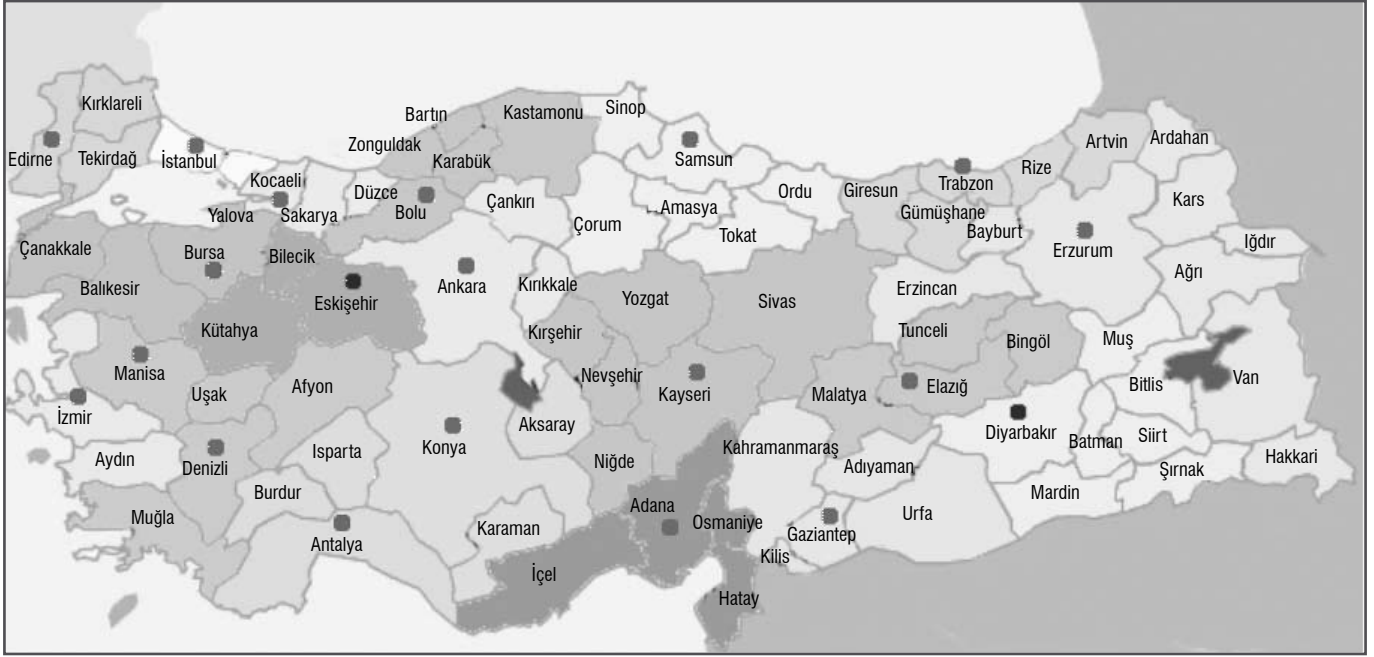 Kırklareli
Edirne
Tekirdağ
İstanbul
Kocaeli
Yalova
Sakarya
Düzce
Bolu
Zonguldak
Bartın
Karabük
Kastamonu
Sinop
Çankırı
Samsun
Çorum
Amasya
Tokat
Ordu
Giresun
Trabzon
Gümüşhane
Bayburt
Rize
Artvin
Ardahan
Kars
Erzurum
Iğdır
Ağrı
Çanakkale
Balıkesir
Bursa
Bilecik
Eskişehir
Kütahya
Ankara
Kırıkkale
Kırşehir
Yozgat
Sivas
Erzincan
Tunceli
Bingöl
Muş
Bitlis
Van
Manisa
İzmir
Uşak
Afyon
Konya
Aksaray
Nevşehir
Kayseri
Malatya
Elazığ
Diyarbakır
Batman
Siirt
Şırnak
Hakkari
Aydın
Denizli
Isparta
Burdur
Muğla
Antalya
Karaman
Niğde
Kahramanmaraş
Adıyaman
Mardin
Urfa
Adana
Osmaniye
Gaziantep
Kilis
İçel
Hatay